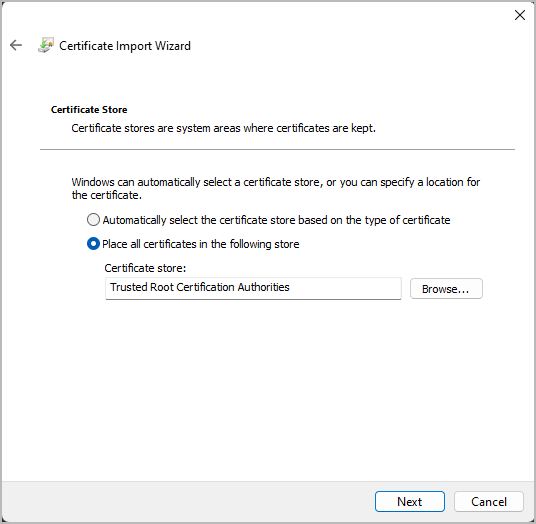 Certificate Import Wizard
Certificate Store
Certificate stores are system areas where certificates are kept.
Windows can automatically select a certificate store, or you can specify a location for
the certificate.
Automatically select the certificate store based on the type of certificate
Place all certificates in the following store
Certificate store:
Trusted Root Certification Authorities
Browse...
Next
Cancel